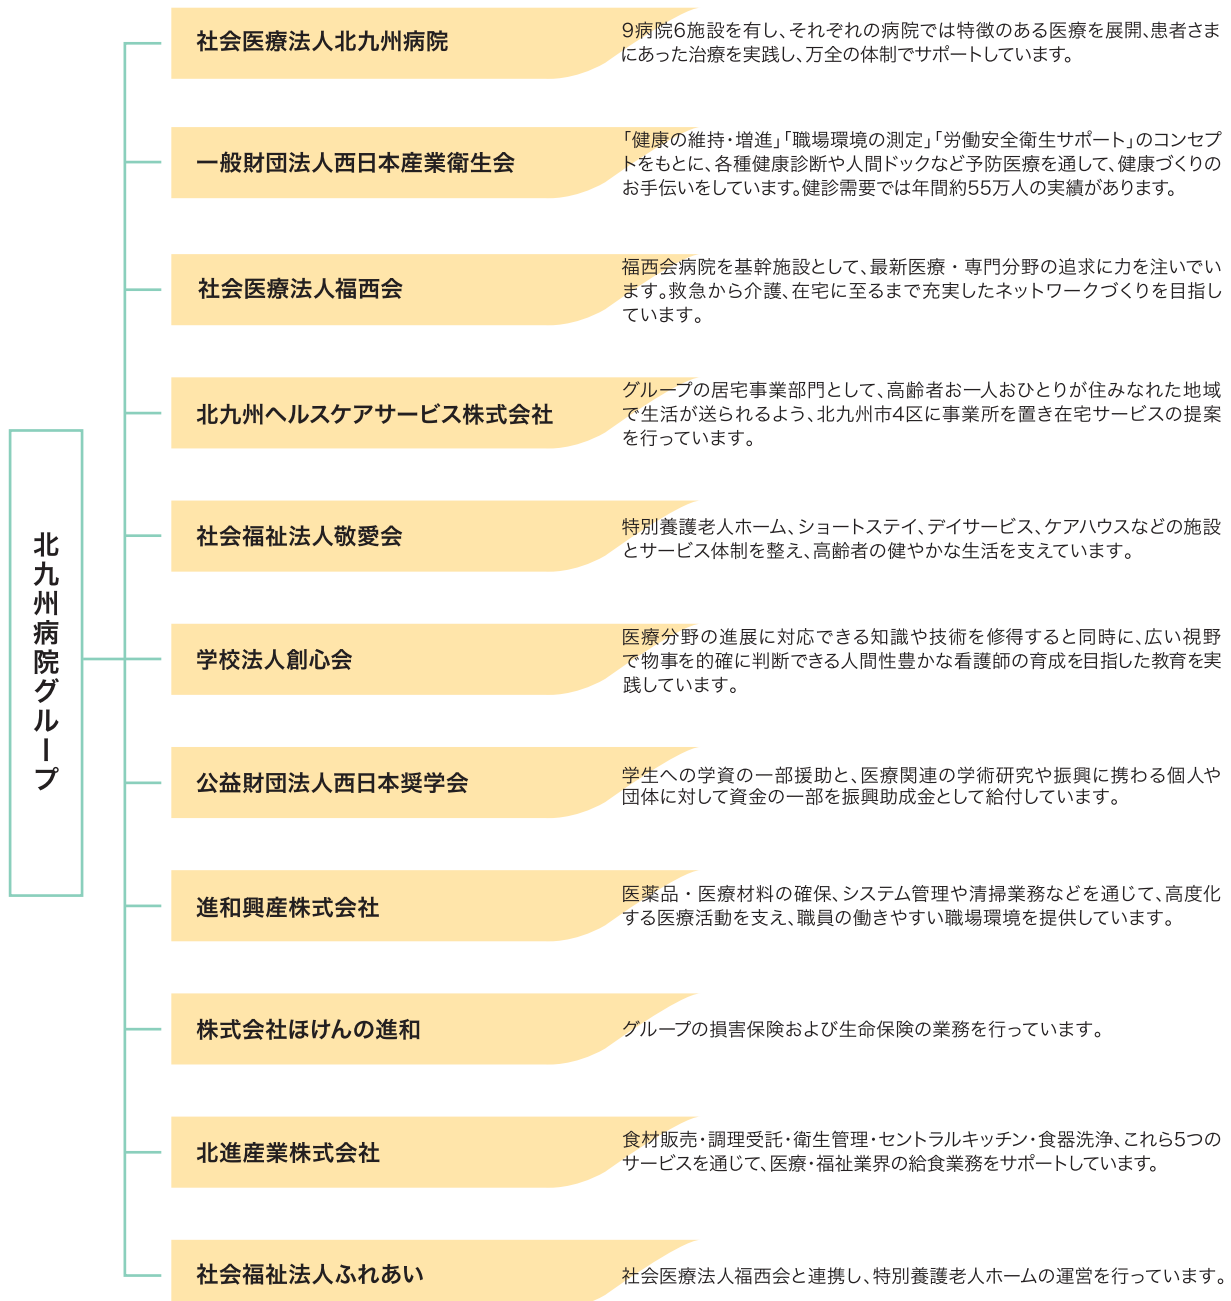 北九州病院グループ
社会医療法人北九州病院
9病院6施設を有し、それぞれの病院では特徴のある医療を展開、患者さま
にあった治療を実践し、万全の体制でサポートしています。
一般財団法人西日本産業衛生会
「健康の維持・増進」「職場環境の測定」「労働安全衛生サポート」のコンセプ
トをもとに、各種健康診断や人間ドックなど予防医療を通して、健康づくりの
お手伝いをしています。健診需要では年間約55万人の実績があります。
社会医療法人福西会
福西会病院を基幹施設として、最新医療・専門分野の追求に力を注いでい
ます。救急から介護、在宅に至るまで充実したネットワークづくりを目指し
ています。
北九州ヘルスケアサービス株式会社
グループの居宅事業部門として、高齢者お一人おひとりが住みなれた地域
で生活が送られるよう、北九州市4区に事業所を置き在宅サービスの提案
を行っています。
社会福祉法人敬愛会
特別養護老人ホーム、ショートステイ、デイサービス、ケアハウスなどの施設
とサービス体制を整え、高齢者の健やかな生活を支えています。
学校法人創心会
医療分野の進展に対応できる知識や技術を修得すると同時に、広い視野
で物事を的確に判断できる人間性豊かな看護師の育成を目指した教育を実
践しています。
公益財団法人西日本奨学会
学生への学資の一部援助と、医療関連の学術研究や振興に携わる個人や
団体に対して資金の一部を振興助成金として給付しています。
進和興産株式会社
医薬品・医療材料の確保、システム管理や清掃業務などを通じて、高度化
する医療活動を支え、職員の働きやすい職場環境を提供しています。
株式会社ほけんの進和
グループの損害保険および生命保険の業務を行っています。
北進産業株式会社
食材販売・調理受託・衛生管理・セントラルキッチン・食器洗浄、これら5つの
サービスを通じて、医療・福祉業界の給食業務をサポートしています。
社会福祉法人ふれあい
社会医療法人福西会と連携し、特別養護老人ホームの運営を行っています。